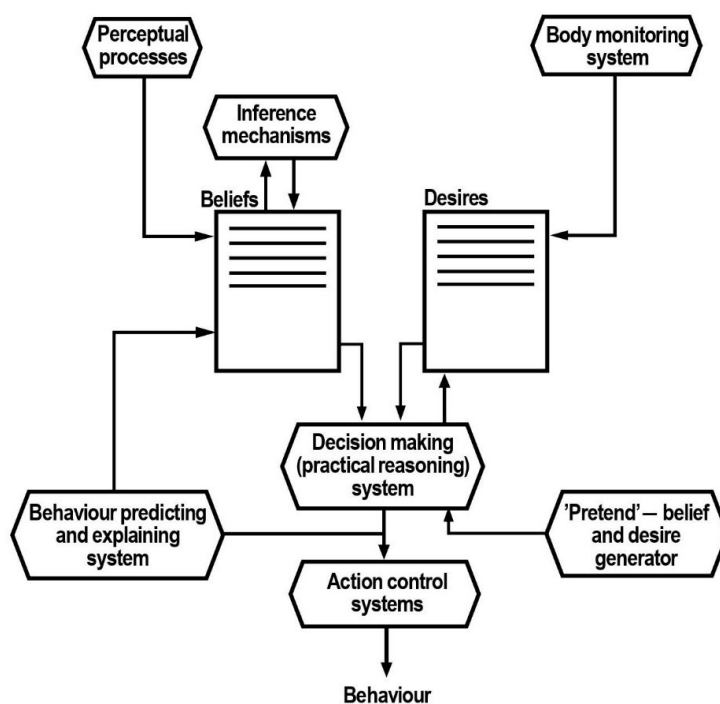 Perceptual
processes
Body monitoring
system
Inference
mechanisms
Beliefs
Desires
Decision making
(practical reasoning)
system
Behaviour predicting
and explaining
system
’Pretend’— belief
and desire
generator
Action control
systems
Behaviour